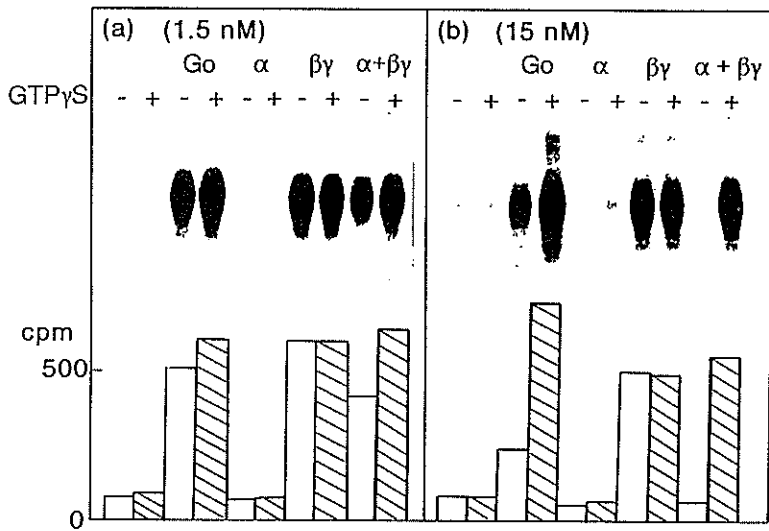 (a) (1.5 nM) (b) (15 nM)
Go α βγ α+βγ Go α βγ α + βγ
GTPγS - + - + - + - + - + - + - + - + - + - +
cpm
500
0